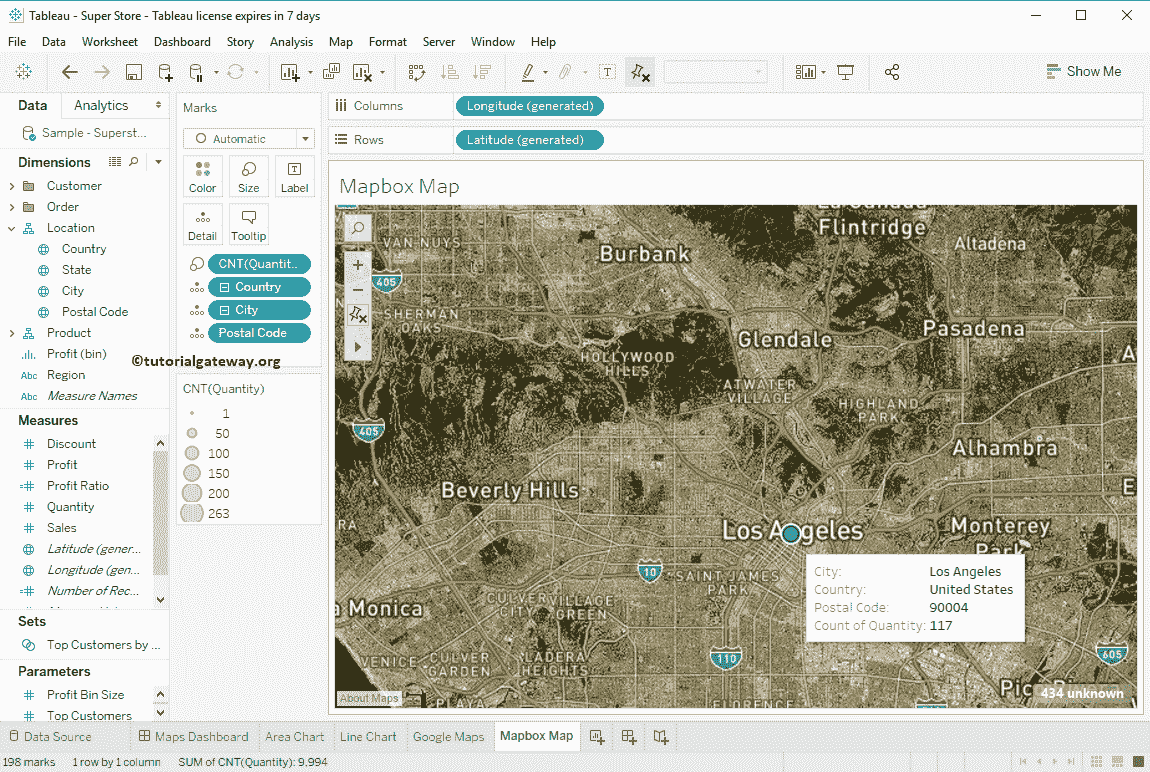 Tableau - Super Store - Tableau license expires in 7 days
File Data Worksheet Dashboard Story Analysis Map Format Server Window Help
Show Me
Data Analytics
Sample - Superst...
Dimensions
Customer
Order
Location
Country
State
City
Postal Code
Product
Profit (bin)
Abc Region
Abc Measure Names
Measures
Discount
Profit
Profit Ratio
Quantity
Sales
Latitude (gener...
Longitude (gen...
Number of Rec...
Sets
Top Customers by ...
Parameters
Profit Bin Size
Top Customers
Marks
Automatic
Color Size Label
Detail Tooltip
CNT(Quantit..
Country
City
Postal Code
©tutorialgateway.org
CNT(Quantity)
1
50
100
150
200
263
Columns Longitude (generated)
Rows Latitude (generated)
Mapbox Map
Flintridge
VAN NUYS
Burbank
Altadena
405
SHERMAN
OAKS
Glendale
Pasadena
HOLLYWOOD
HILLS
ATWATER
VILLAGE
HIGHLAND
PARK
405
Alhambra
Beverly Hills
Los Angeles
Monterey
Park
10
SAINT JAMES
PARK
CULVER
CITY
VILLAGE
GREEN
a Monica
City: Los Angeles
Country: United States
Postal Code: 90004
Count of Quantity: 117
110
605
VENICE
CULVER
GARDEN
LADERA
HEIGHTS
PLAYA
FLORENCE
About Maps
434 unknown
Data Source Maps Dashboard Area Chart Line Chart Google Maps Mapbox Map
198 marks 1 row by 1 column SUM of CNT(Quantity): 9,994